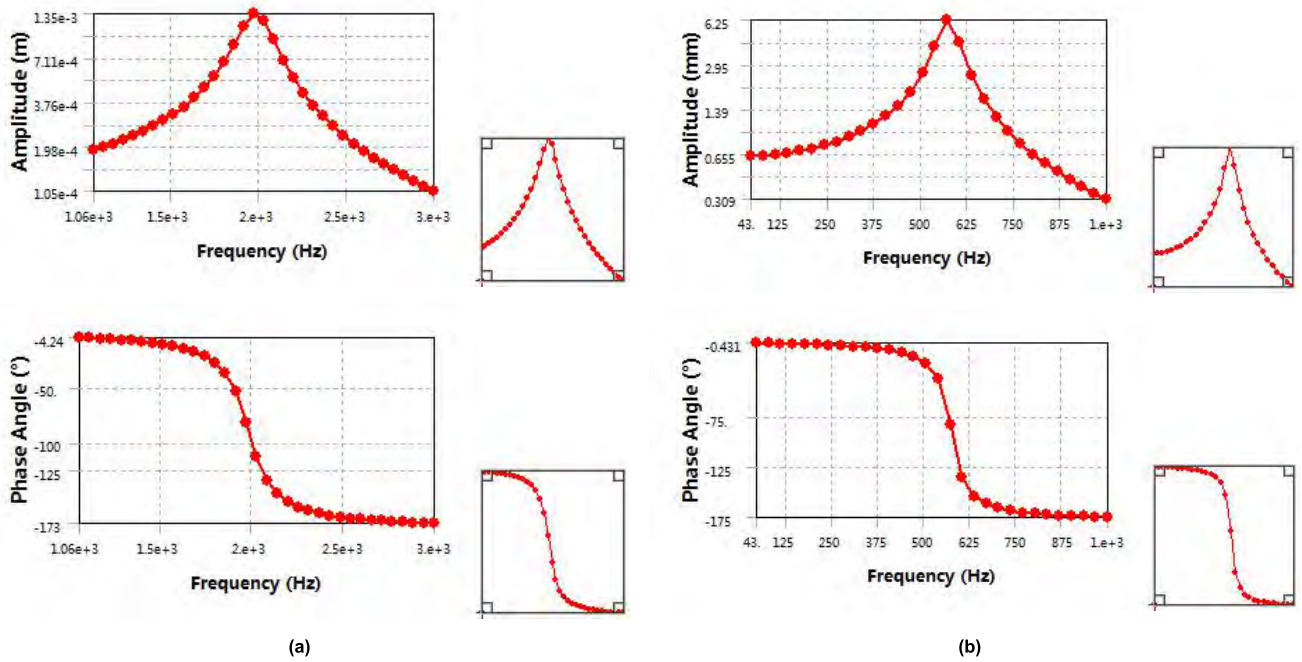 1.35e-3
7.11e-4
3.76e-4
1.98e-4
1.05e-4
Amplitude (m)
1.06e+3 1.5e+3 2.e+3 2.5e+3 3.e+3
Frequency (Hz)
6.25
2.95
1.39
0.655
0.309
Amplitude (mm)
43. 125 250 375 500 625 750 875 1.e+3
Frequency (Hz)
-4.24
-50.
-100
-125
-173
Phase Angle (°)
1.06e+3 1.5e+3 2.e+3 2.5e+3 3.e+3
Frequency (Hz)
-0.431
-75.
-125
-175
Phase Angle (°)
43. 125 250 375 500 625 750 875 1.e+3
Frequency (Hz)
(a)
(b)